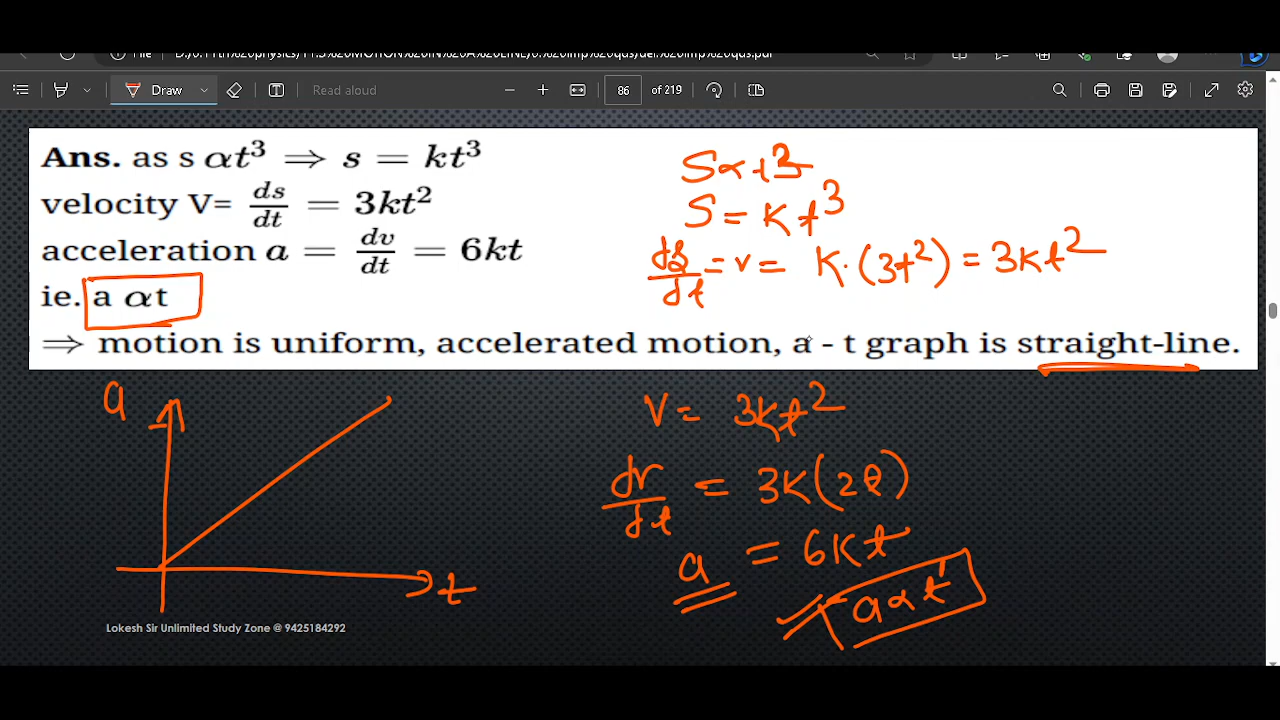 86 of 219
Draw
Read aloud
Ans. as s αt³ ⟹ s = kt³
velocity V= ds/dt = 3kt²
acceleration a = dv/dt = 6kt
ie. a αt
⟹ motion is uniform, accelerated motion, a - t graph is straight-line.
S ∝ t³
S = K t³
ds/dt = v = K·(3t²) = 3Kt²
a
t
V = 3Kt²
dv/dt = 3K(2t)
a = 6Kt
a ∝ t¹
Lokesh Sir Unlimited Study Zone @ 9425184292